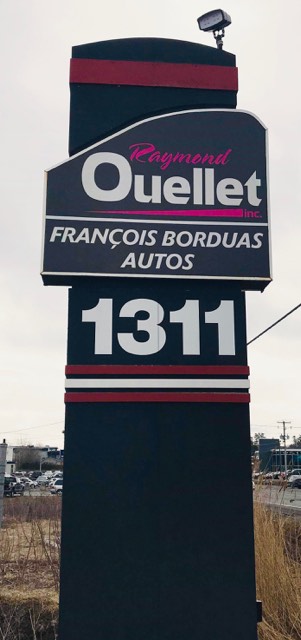 Raymond
Ouellet
inc.
FRANÇOIS BORDUAS
AUTOS
1311